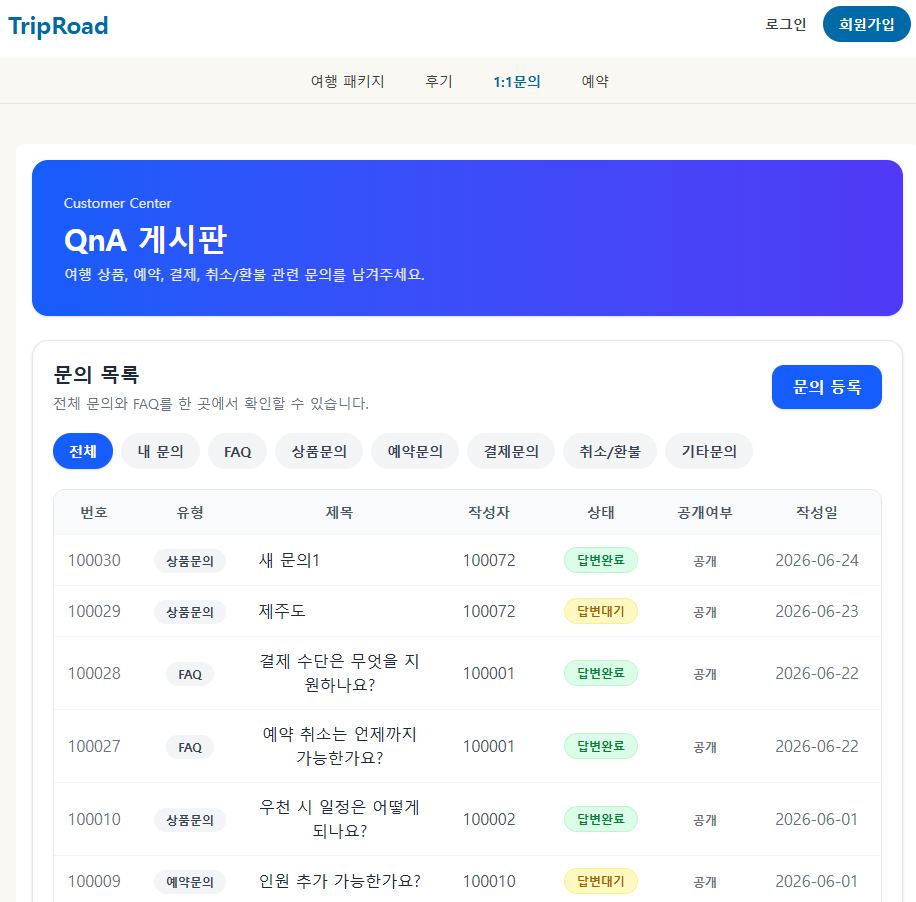 TripRoad
로그인 회원가입
여행 패키지 후기 1:1문의 예약
Customer Center
QnA 게시판
여행 상품, 예약, 결제, 취소/환불 관련 문의를 남겨주세요.
문의 목록
전체 문의와 FAQ를 한 곳에서 확인할 수 있습니다.
문의 등록
전체 내 문의 FAQ 상품문의 예약문의 결제문의 취소/환불 기타문의
번호 유형 제목 작성자 상태 공개여부 작성일
100030 상품문의 새 문의1 100072 답변완료 공개 2026-06-24
100029 상품문의 제주도 100072 답변대기 공개 2026-06-23
100028 FAQ 결제 수단은 무엇을 지 100001 답변완료 공개 2026-06-22
원하나요?
100027 FAQ 예약 취소는 언제까지 100001 답변완료 공개 2026-06-22
가능한가요?
100010 상품문의 우천 시 일정은 어떻게 100002 답변완료 공개 2026-06-01
되나요?
100009 예약문의 인원 추가 가능한가요? 100010 답변대기 공개 2026-06-01